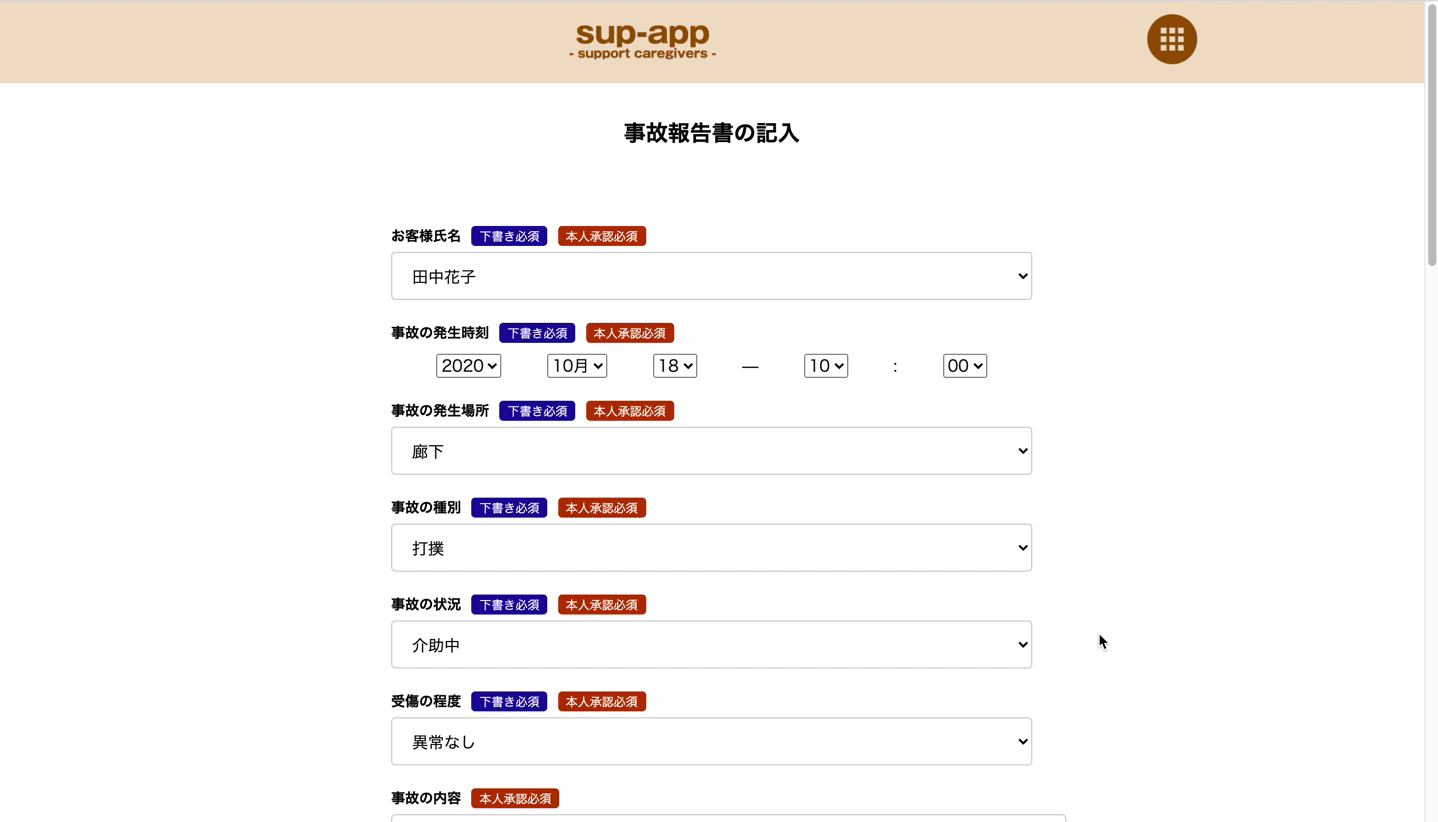 sup-app
- support caregivers -
事故報告書の記入
お客様氏名 下書き必須 本人承認必須
田中花子
事故の発生時刻 下書き必須 本人承認必須
2020 10月 18 — 10 : 00
事故の発生場所 下書き必須 本人承認必須
廊下
事故の種別 下書き必須 本人承認必須
打撲
事故の状況 下書き必須 本人承認必須
介助中
受傷の程度 下書き必須 本人承認必須
異常なし
事故の内容 本人承認必須